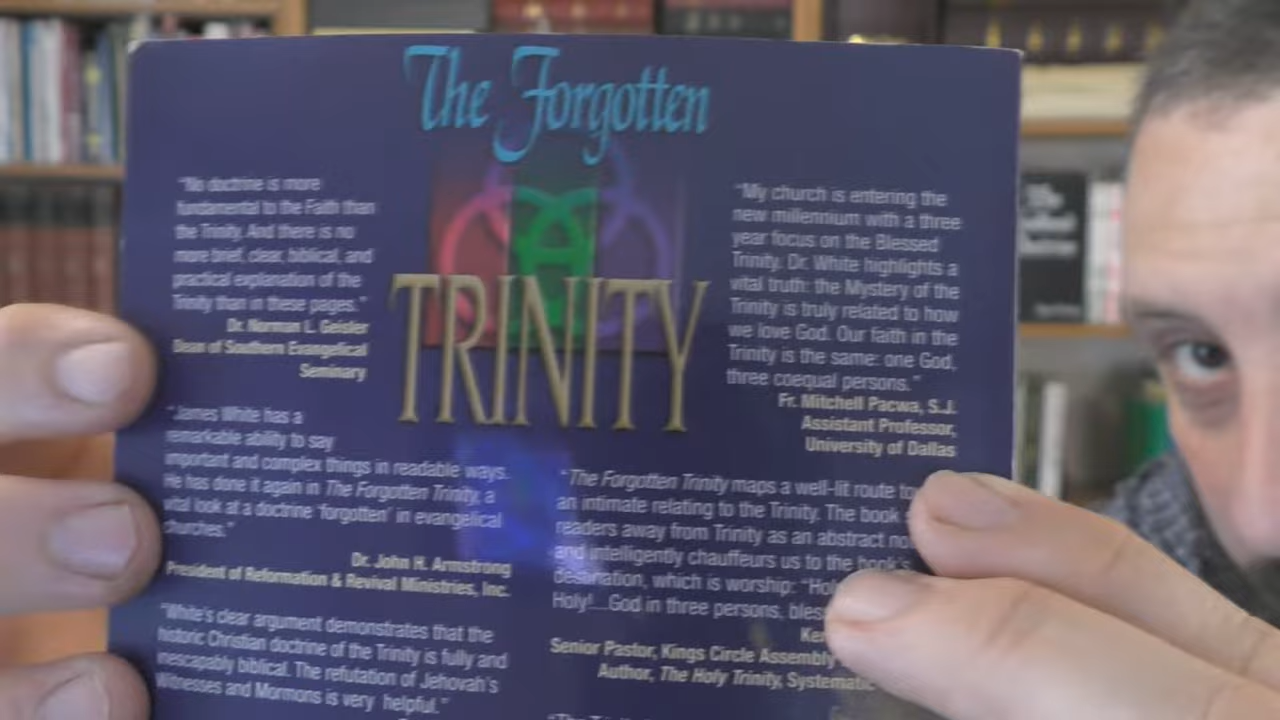 The Forgotten
TRINITY
"No doctrine is more
fundamental to the Faith than
the Trinity. And there is no
more brief, clear, biblical, and
practical explanation of the
Trinity than in these pages."
Dr. Norman L. Geisler
Dean of Southern Evangelical
Seminary
"James White has a
remarkable ability to say
important and complex things in readable ways.
He has done it again in The Forgotten Trinity, a
vital look at a doctrine 'forgotten' in evangelical
churches."
Dr. John H. Armstrong
President of Reformation & Revival Ministries, Inc.
"White's clear argument demonstrates that the
historic Christian doctrine of the Trinity is fully and
inescapably biblical. The refutation of Jehovah's
Witnesses and Mormons is very helpful."
"My church is entering the
new millennium with a three
year focus on the Blessed
Trinity. Dr. White highlights a
vital truth: the Mystery of the
Trinity is truly related to how
we love God. Our faith in the
Trinity is the same: one God,
three coequal persons."
Fr. Mitchell Pacwa, S.J.
Assistant Professor,
University of Dallas
"The Forgotten Trinity maps a well-lit route to
an intimate relating to the Trinity. The book
readers away from Trinity as an abstract
and intelligently chauffeurs us to the book's
destination, which is worship: "Holy
Holy!...God in three persons,
Senior Pastor, Kings Circle Assembly
Author, The Holy Trinity, Systematic